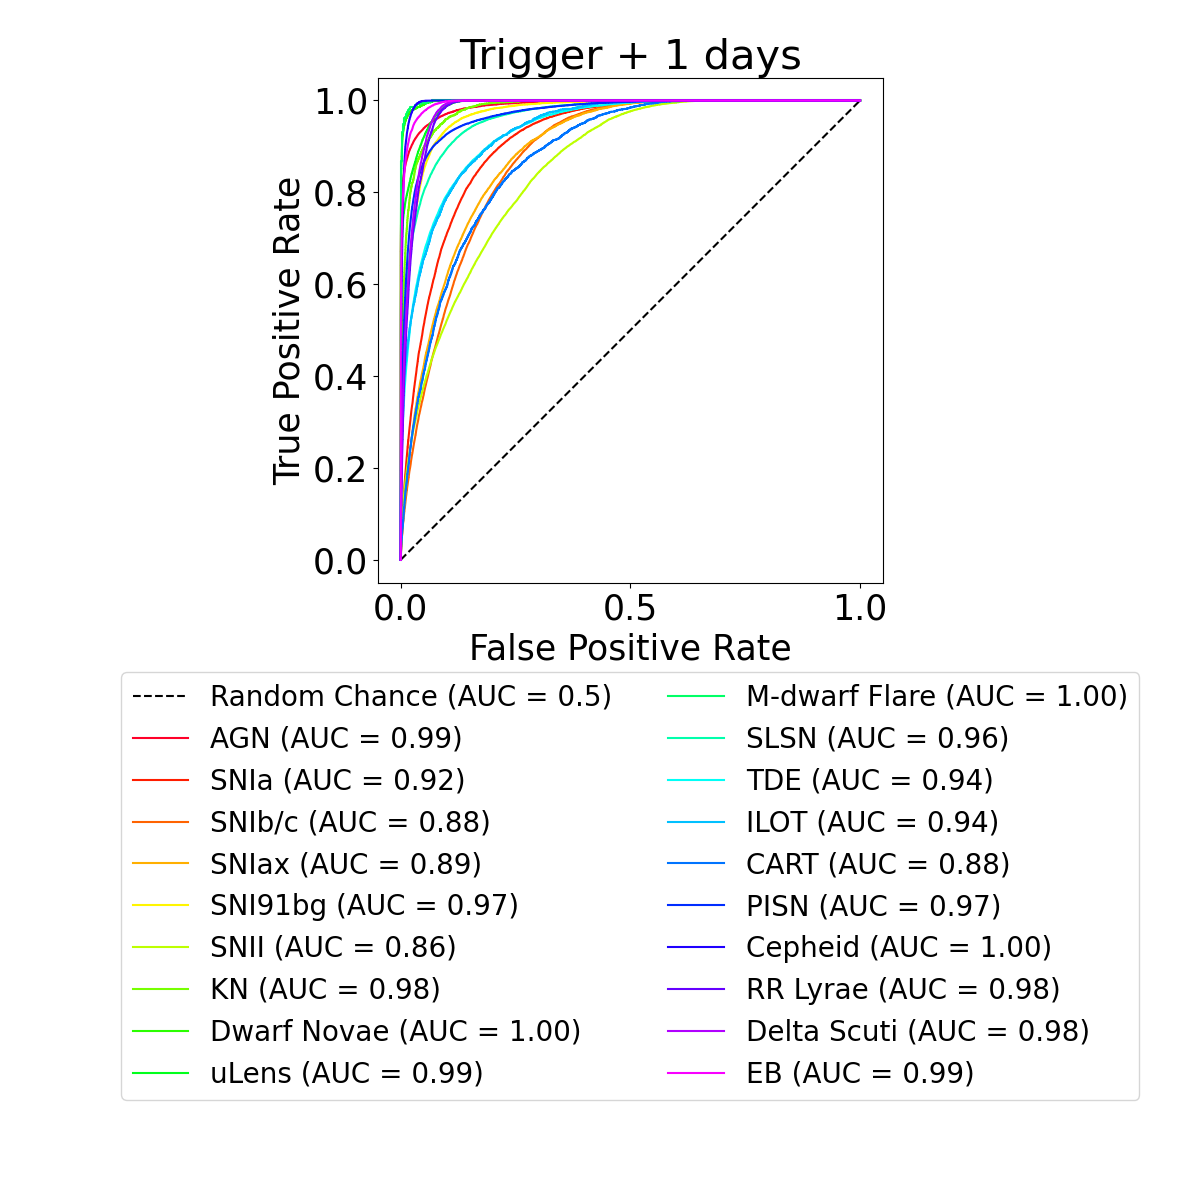 Trigger + 1 days
True Positive Rate
1.0
0.8
0.6
0.4
0.2
0.0
0.0 0.5 1.0
False Positive Rate
Random Chance (AUC = 0.5)
AGN (AUC = 0.99)
SNIa (AUC = 0.92)
SNIb/c (AUC = 0.88)
SNIax (AUC = 0.89)
SNI91bg (AUC = 0.97)
SNII (AUC = 0.86)
KN (AUC = 0.98)
Dwarf Novae (AUC = 1.00)
uLens (AUC = 0.99)
M-dwarf Flare (AUC = 1.00)
SLSN (AUC = 0.96)
TDE (AUC = 0.94)
ILOT (AUC = 0.94)
CART (AUC = 0.88)
PISN (AUC = 0.97)
Cepheid (AUC = 1.00)
RR Lyrae (AUC = 0.98)
Delta Scuti (AUC = 0.98)
EB (AUC = 0.99)